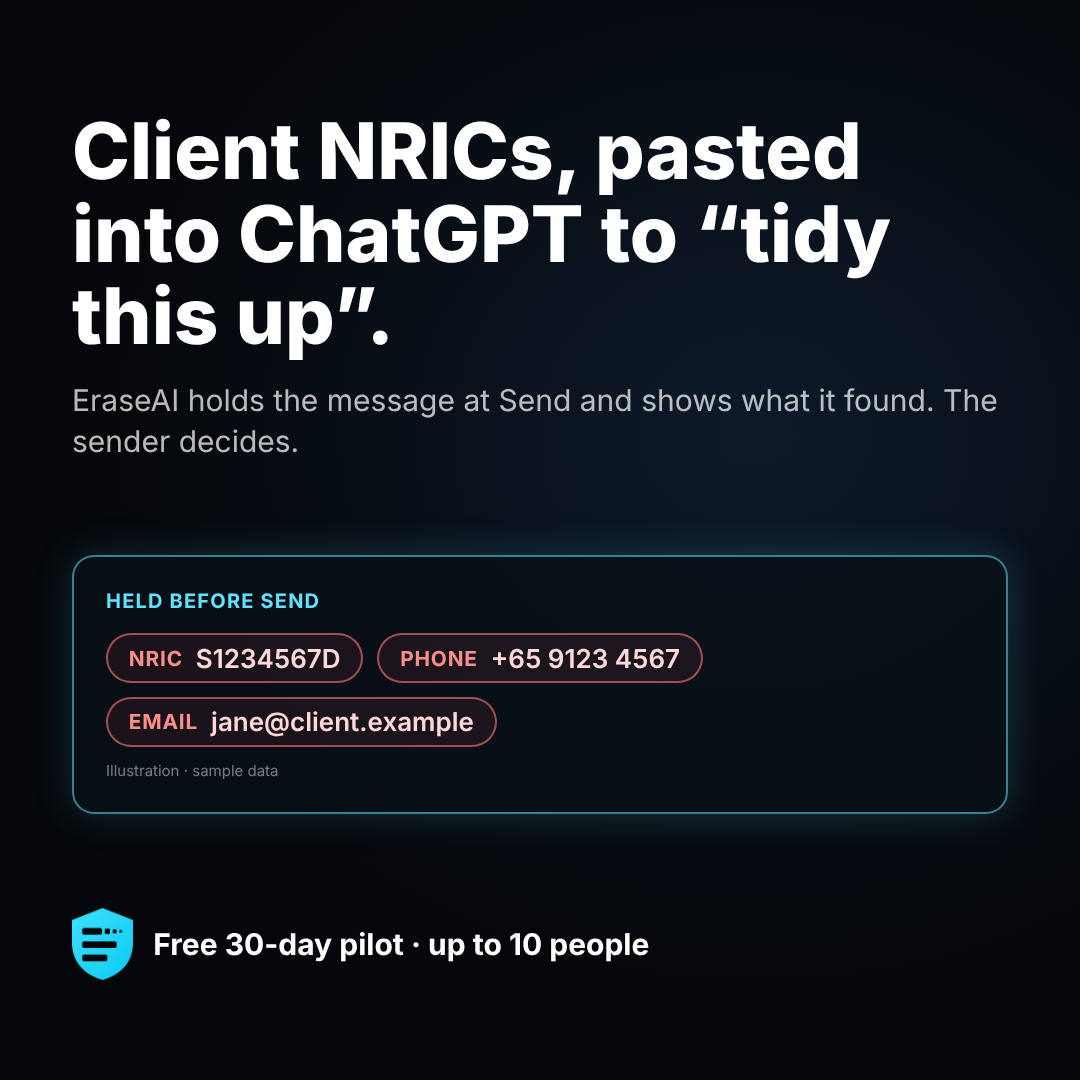 Client NRICs, pasted
into ChatGPT to “tidy
this up”.
EraseAI holds the message at Send and shows what it found. The
sender decides.
HELD BEFORE SEND
NRIC S1234567D PHONE +65 9123 4567
EMAIL jane@client.example
Illustration · sample data
Free 30-day pilot · up to 10 people